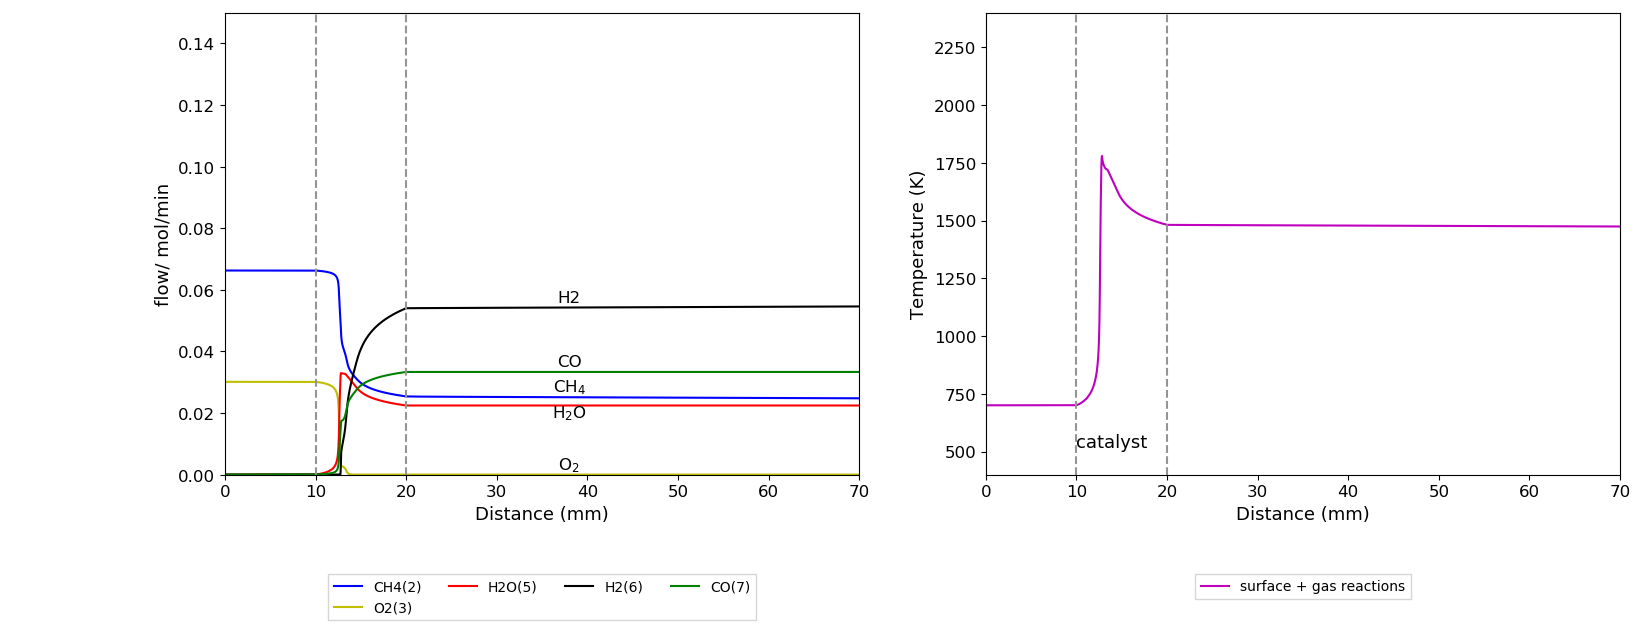 0.14
0.12
0.10
0.08
0.06
0.04
0.02
0.00
flow/ mol/min
H2
CO
CH₄
H₂O
O₂
0 10 20 30 40 50 60 70
Distance (mm)
CH4(2) H2O(5) H2(6) CO(7)
O2(3)
2250
2000
1750
1500
1250
1000
750
500
Temperature (K)
catalyst
0 10 20 30 40 50 60 70
Distance (mm)
surface + gas reactions